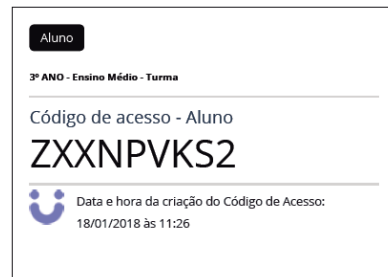 Aluno
3º ANO - Ensino Médio - Turma
Código de acesso - Aluno
ZXXNPVKS2
Data e hora da criação do Código de Acesso:
18/01/2018 às 11:26